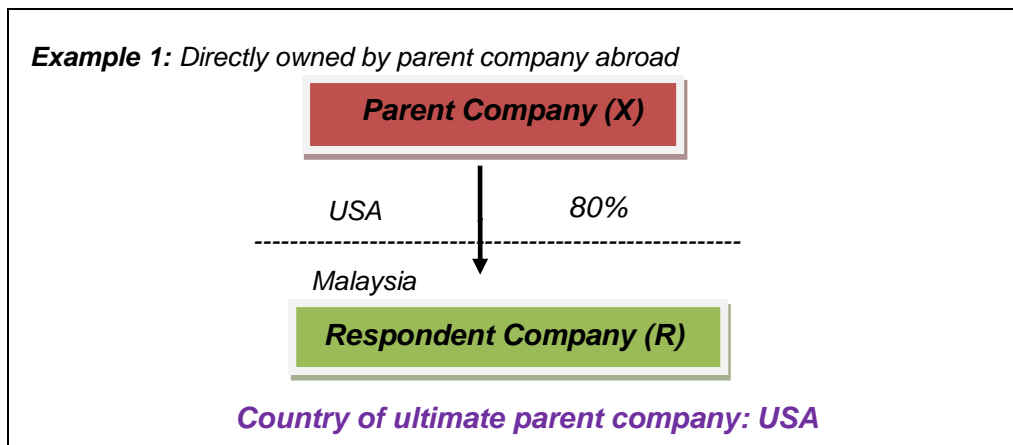 Example 1: Directly owned by parent company abroad
Parent Company (X)
USA 80%
Malaysia
Respondent Company (R)
Country of ultimate parent company: USA